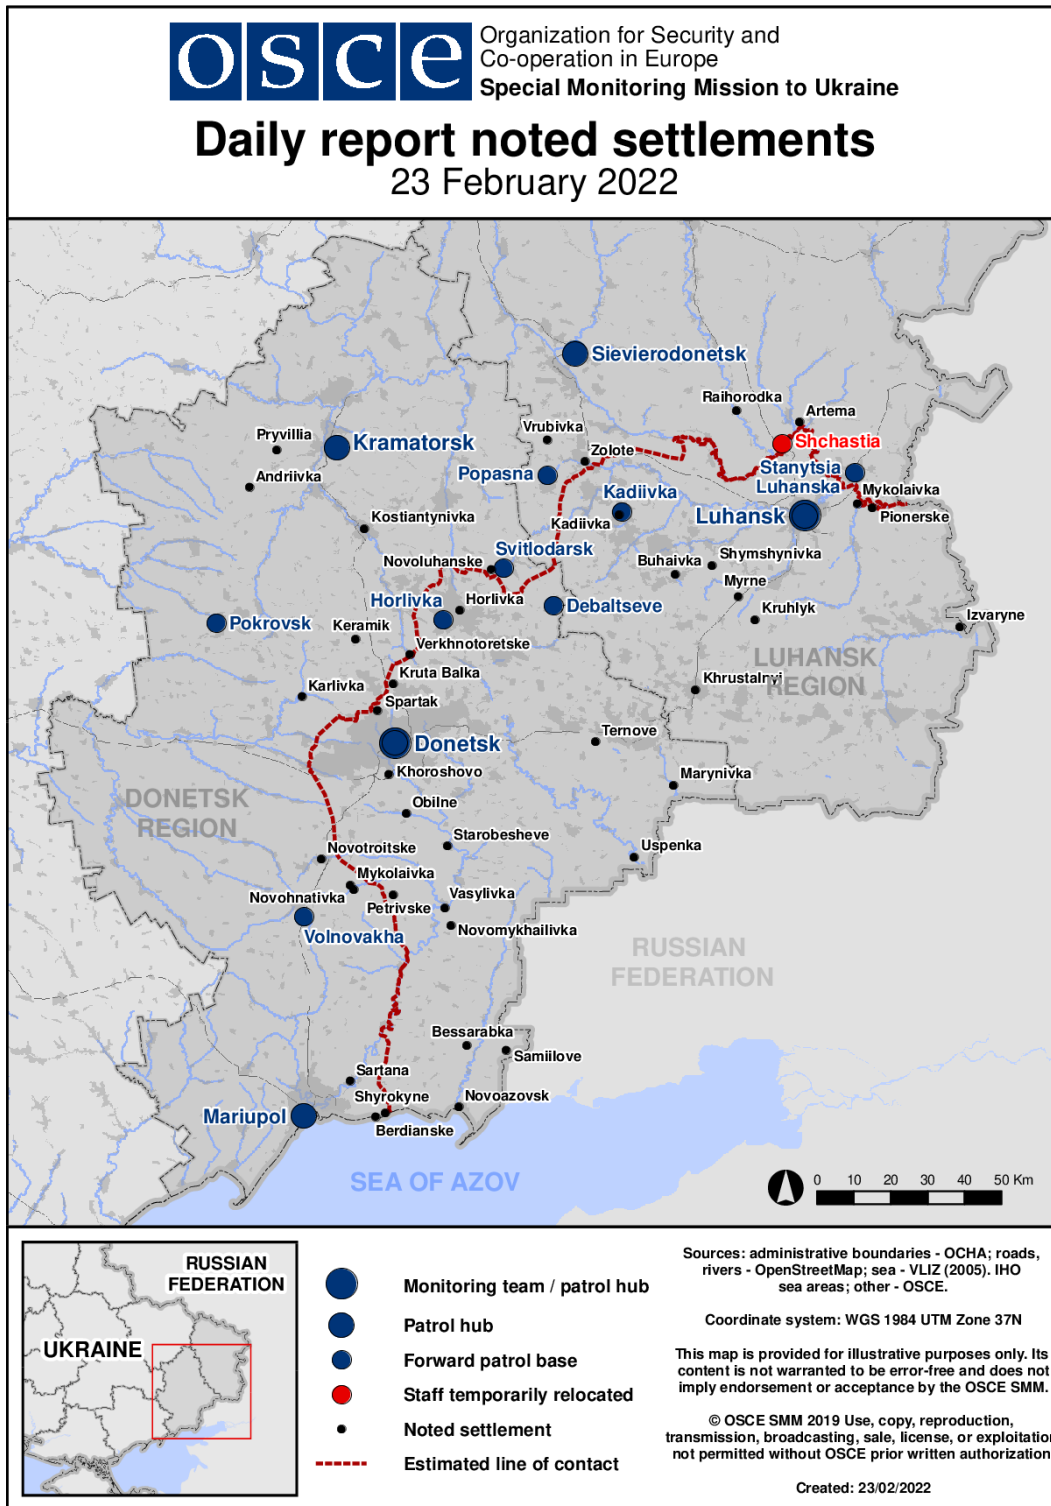 osce
Organization for Security and
Co-operation in Europe
Special Monitoring Mission to Ukraine
Daily report noted settlements
23 February 2022
Sievierodonetsk
Raihorodka
Artema
Shchastia
Pryvillia
Kramatorsk
Vrubivka
Zolote
Stanytsia
Luhanska
Andriivka
Popasna
Kadiivka
Mykolaivka
Kostiantynivka
Kadiivka
Luhansk
Pionerske
Svitlodarsk
Novoluhanske
Buhaivka
Shymshynivka
Myrne
Horlivka
Horlivka
Debaltseve
Kruhlyk
Izvaryne
Pokrovsk
Keramik
Verkhnotoretske
LUHANSK
REGION
Kruta Balka
Khrustalnyi
Karlivka
Spartak
Ternove
Donetsk
Khoroshovo
Marynivka
DONETSK
REGION
Obilne
Starobesheve
Uspenka
Novotroitske
Mykolaivka
Novohnativka
Petrivske
Vasylivka
Volnovakha
Novomykhailivka
RUSSIAN
FEDERATION
Bessarabka
Samiilove
Sartana
Shyrokyne
Novoazovsk
Mariupol
Berdianske
SEA OF AZOV
0 10 20 30 40 50 Km
RUSSIAN
FEDERATION
UKRAINE
Monitoring team / patrol hub
Patrol hub
Forward patrol base
Staff temporarily relocated
Noted settlement
Estimated line of contact
Sources: administrative boundaries - OCHA; roads,
rivers - OpenStreetMap; sea - VLIZ (2005). IHO
sea areas; other - OSCE.
Coordinate system: WGS 1984 UTM Zone 37N
This map is provided for illustrative purposes only. Its
content is not warranted to be error-free and does not
imply endorsement or acceptance by the OSCE SMM.
© OSCE SMM 2019 Use, copy, reproduction,
transmission, broadcasting, sale, license, or exploitation
not permitted without OSCE prior written authorization
Created: 23/02/2022